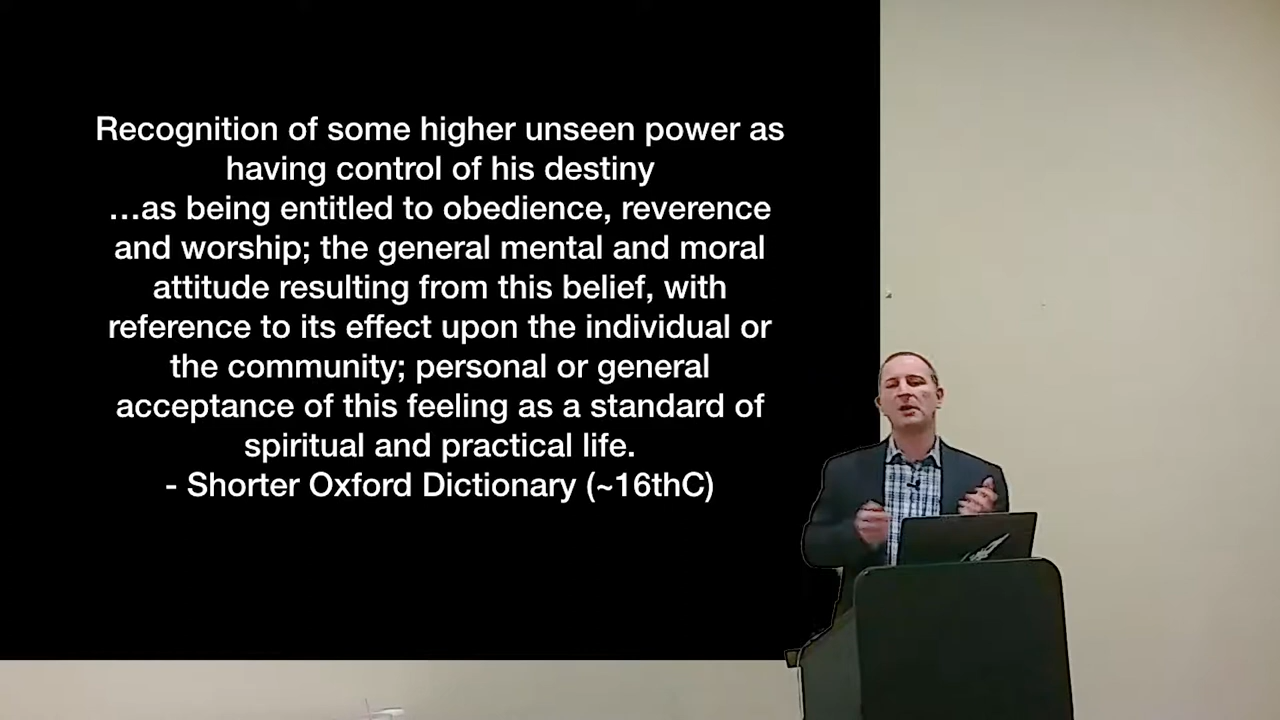 Recognition of some higher unseen power as
having control of his destiny
…as being entitled to obedience, reverence
and worship; the general mental and moral
attitude resulting from this belief, with
reference to its effect upon the individual or
the community; personal or general
acceptance of this feeling as a standard of
spiritual and practical life.
- Shorter Oxford Dictionary (~16thC)